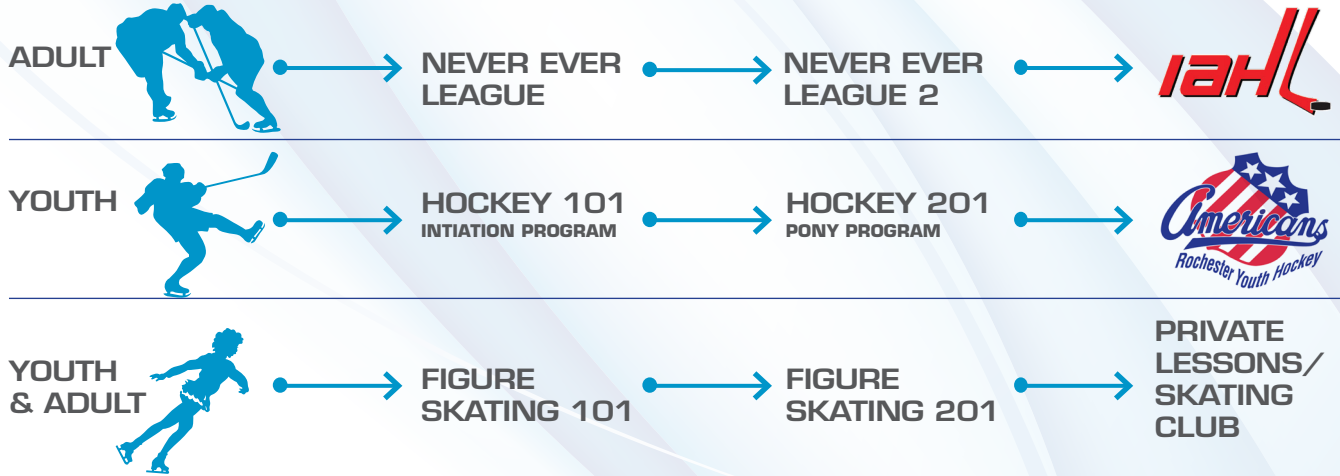 ADULT
NEVER EVER
LEAGUE
NEVER EVER
LEAGUE 2
IAHL
YOUTH
HOCKEY 101
INTIATION PROGRAM
HOCKEY 201
PONY PROGRAM
Americans
Rochester Youth Hockey
YOUTH
& ADULT
FIGURE
SKATING 101
FIGURE
SKATING 201
PRIVATE
LESSONS/
SKATING
CLUB